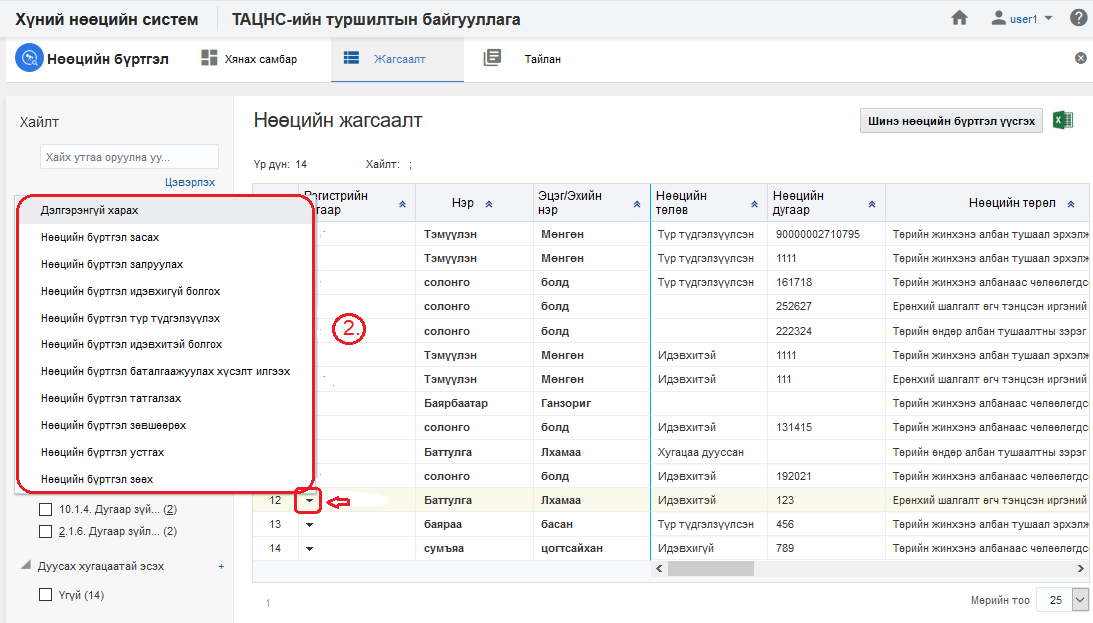 Хүний нөөцийн систем ТАЦНС-ийн туршилтын байгууллага user1 ?
Нөөцийн бүртгэл Хянах самбар Жагсаалт Тайлан
Хайлт
Хайх утгаа оруулна уу...
Цэвэрлэх
Дэлгэрэнгүй харах
Нөөцийн бүртгэл засах
Нөөцийн бүртгэл залруулах
Нөөцийн бүртгэл идэвхигүй болгох
Нөөцийн бүртгэл түр түдгэлзүүлэх
Нөөцийн бүртгэл идэвхтэй болгох
Нөөцийн бүртгэл баталгаажуулах хүсэлт илгээх
Нөөцийн бүртгэл татгалзах
Нөөцийн бүртгэл зөвшөөрөх
Нөөцийн бүртгэл устгах
Нөөцийн бүртгэл зөөх
10.1.4. Дугаар зүй... (2)
2.1.6. Дугаар зүйл... (2)
Дуусах хугацаатай эсэх +
Үгүй (14)
Нөөцийн жагсаалт
Шинэ нөөцийн бүртгэл үүсгэх
Үр дүн: 14 Хайлт: ;
Нэр Эцэг/Эхийн нэр Нөөцийн төлөв Нөөцийн дугаар Нөөцийн төрөл
Тэмүүлэн Мөнгөн Түр түдгэлзүүлсэн 90000002710795 Төрийн жинхэнэ албан тушаал эрхэлж
Тэмүүлэн Мөнгөн Түр түдгэлзүүлсэн 1111 Төрийн жинхэнэ албан тушаал эрхэлж
солонго болд Түр түдгэлзүүлсэн 161718 Төрийн жинхэнэ албанаас чөлөөлөгдс
солонго болд 252627 Ерөнхий шалгалт өгч тэнцсэн иргэний
солонго болд 222324 Төрийн өндөр албан тушаалтны зэрэг
Тэмүүлэн Мөнгөн Идэвхитэй 1111 Төрийн жинхэнэ албан тушаал эрхэлж
Тэмүүлэн Мөнгөн Идэвхитэй 111 Ерөнхий шалгалт өгч тэнцсэн иргэний
Баярбаатар Ганзориг Төрийн жинхэнэ албанаас чөлөөлөгдс
солонго болд Идэвхитэй 131415 Төрийн жинхэнэ албанаас чөлөөлөгдс
Баттулга Лхамаа Хугацаа дууссан Төрийн өндөр албан тушаалтны зэрэг
солонго болд Идэвхитэй 192021 Төрийн жинхэнэ албанаас чөлөөлөгдс
12 Баттулга Лхамаа Идэвхитэй 123 Ерөнхий шалгалт өгч тэнцсэн иргэний
13 баяраа басан Түр түдгэлзүүлсэн 456 Төрийн жинхэнэ албан тушаал эрхэлж
14 сумъяа цогтсайхан Идэвхигүй 789 Төрийн жинхэнэ албанаас чөлөөлөгдс
2.
1 Мөрийн тоо 25